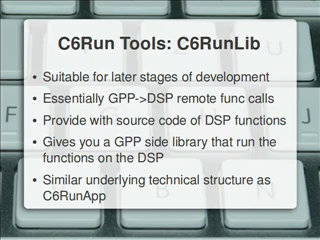 C6Run Tools: C6RunLib
• Suitable for later stages of development
• Essentially GPP->DSP remote func calls
• Provide with source code of DSP functions
• Gives you a GPP side library that run the
functions on the DSP
• Similar underlying technical structure as
C6RunApp
F
J
B
N